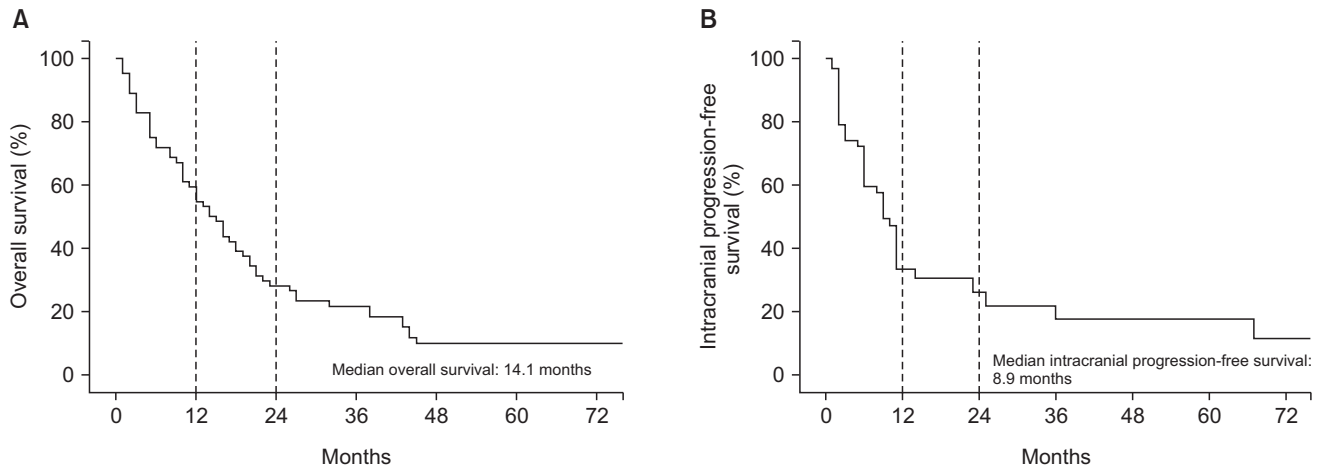 A
Overall survival (%)
100
80
60
40
20
0
0 12 24 36 48 60 72
Months
Median overall survival: 14.1 months
B
Intracranial progression-free
survival (%)
100
80
60
40
20
0
0 12 24 36 48 60 72
Months
Median intracranial progression-free survival:
8.9 months